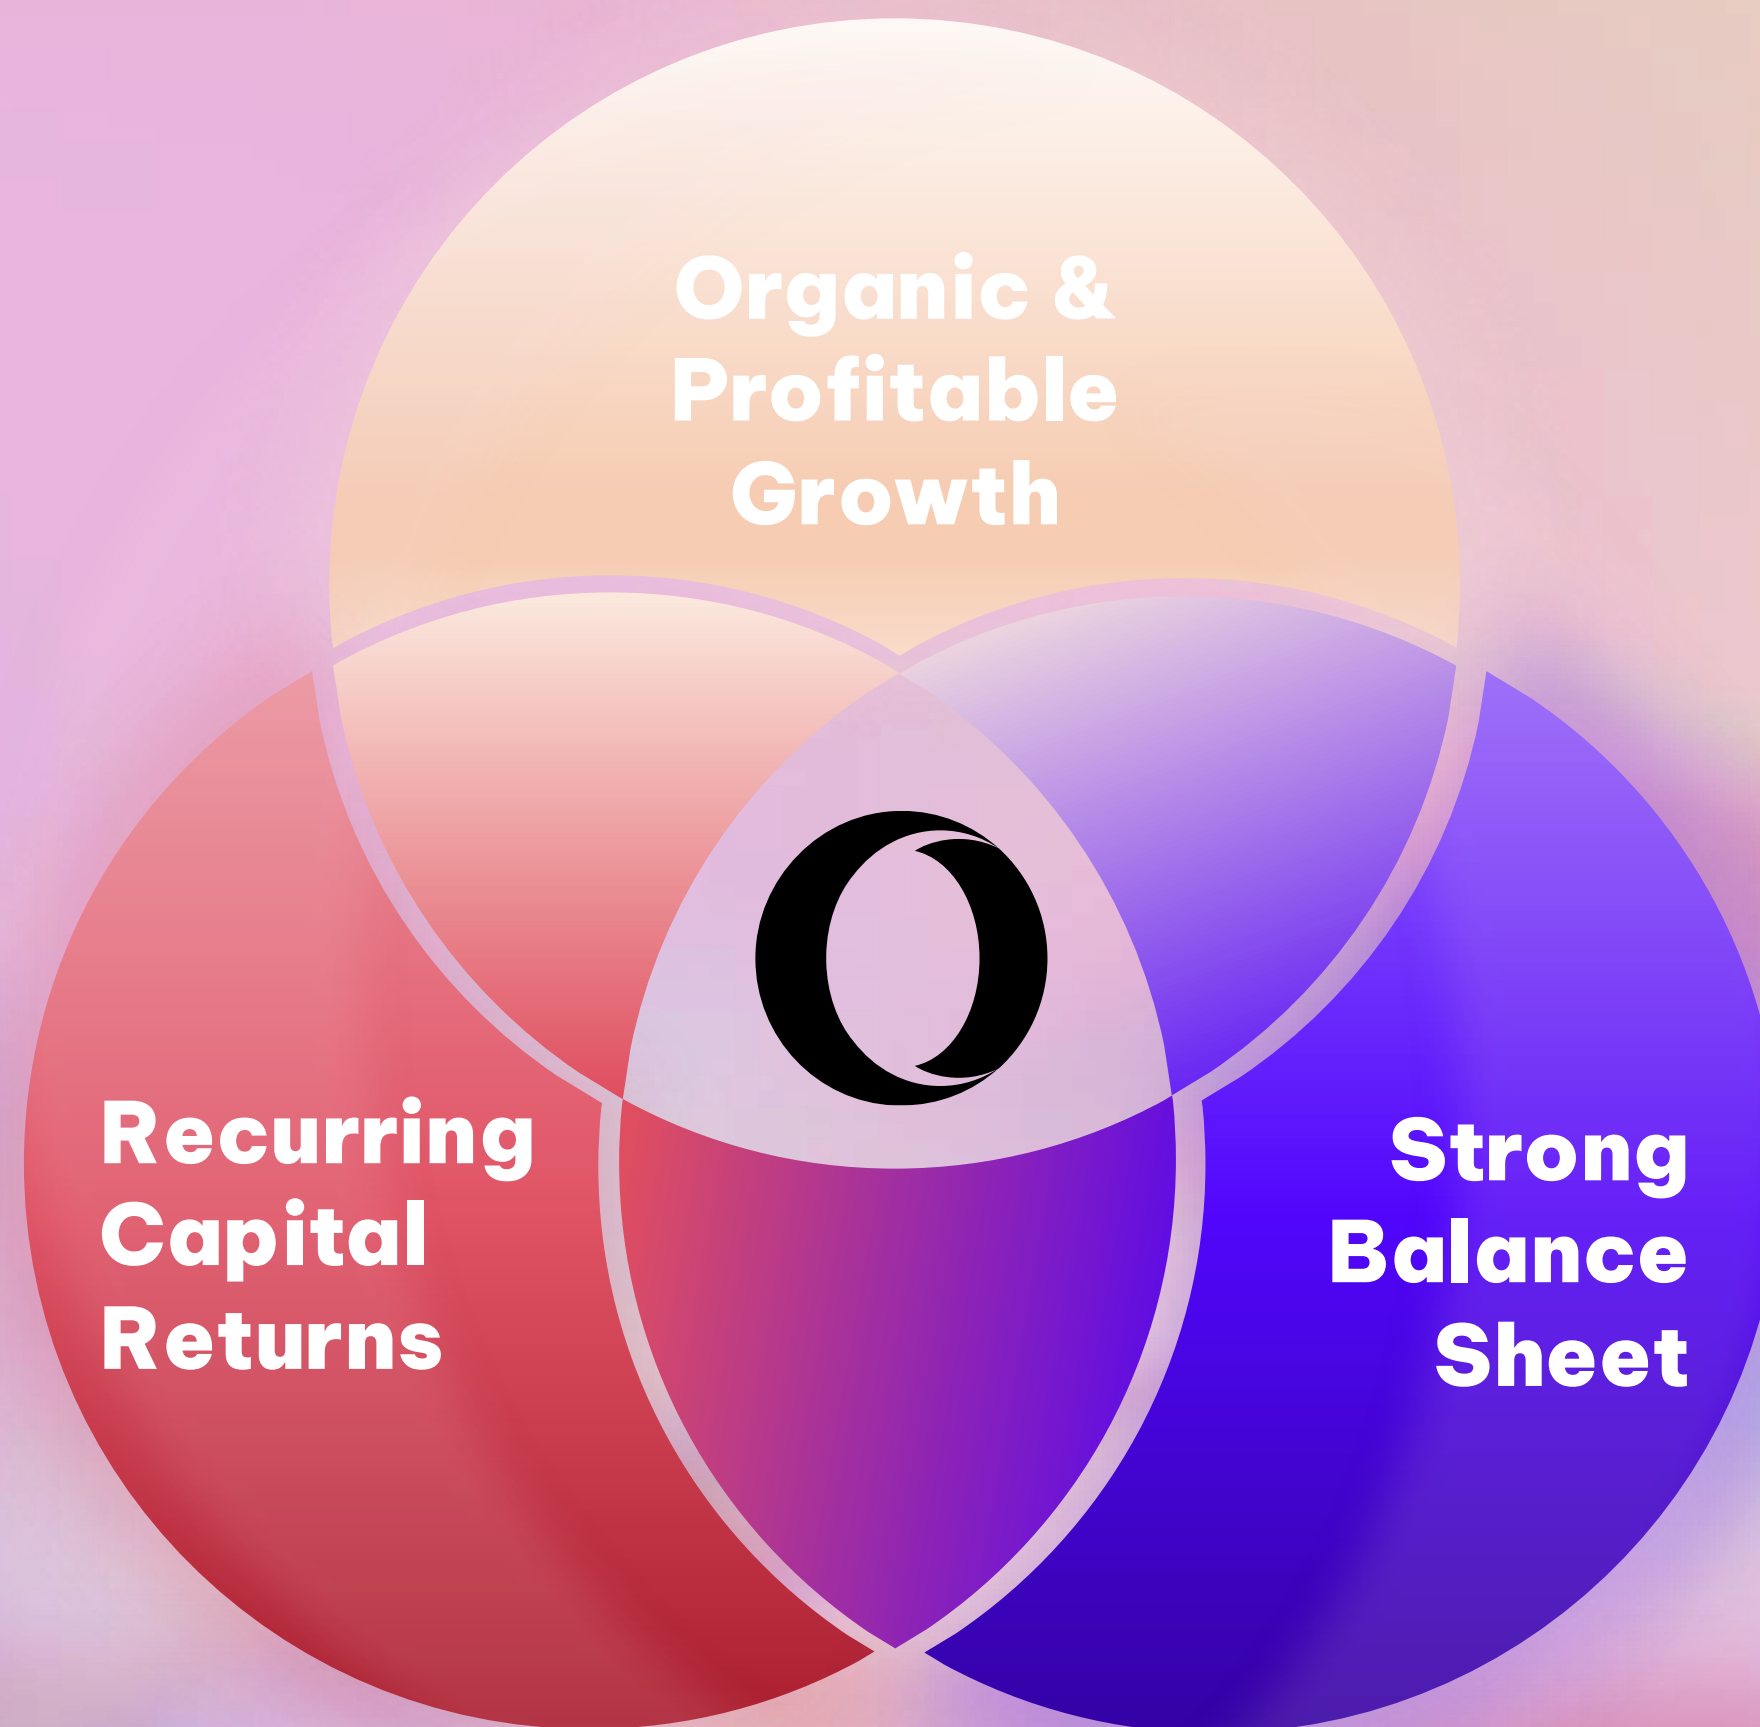 Organic &
Profitable
Growth
Recurring
Capital
Returns
Strong
Balance
Sheet